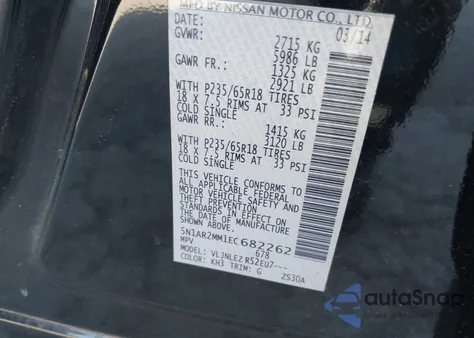 MFD BY NISSAN MOTOR CO., LTD.
03/14
GVWR: 2715 KG
5986 LB
GAWR FR.: 1325 KG
2921 LB
WITH P235/65R18 TIRES
18 X 7.5 RIMS AT 33 PSI
COLD SINGLE
GAWR RR.: 1415 KG
3120 LB
WITH P235/65R18 TIRES
18 X 7.5 RIMS AT 33 PSI
COLD SINGLE
THIS VEHICLE CONFORMS TO
ALL APPLICABLE FEDERAL
MOTOR VEHICLE SAFETY AND
THEFT PREVENTION STANDARDS
IN EFFECT ON THE DATE OF
MANUFACTURE SHOWN ABOVE.
5N1AR2MM1EC682262
MPV 678
MODEL: VLJNLEZ R52EU7---
COLOR: KH3 TRIM: G ZS30A
autoSnap